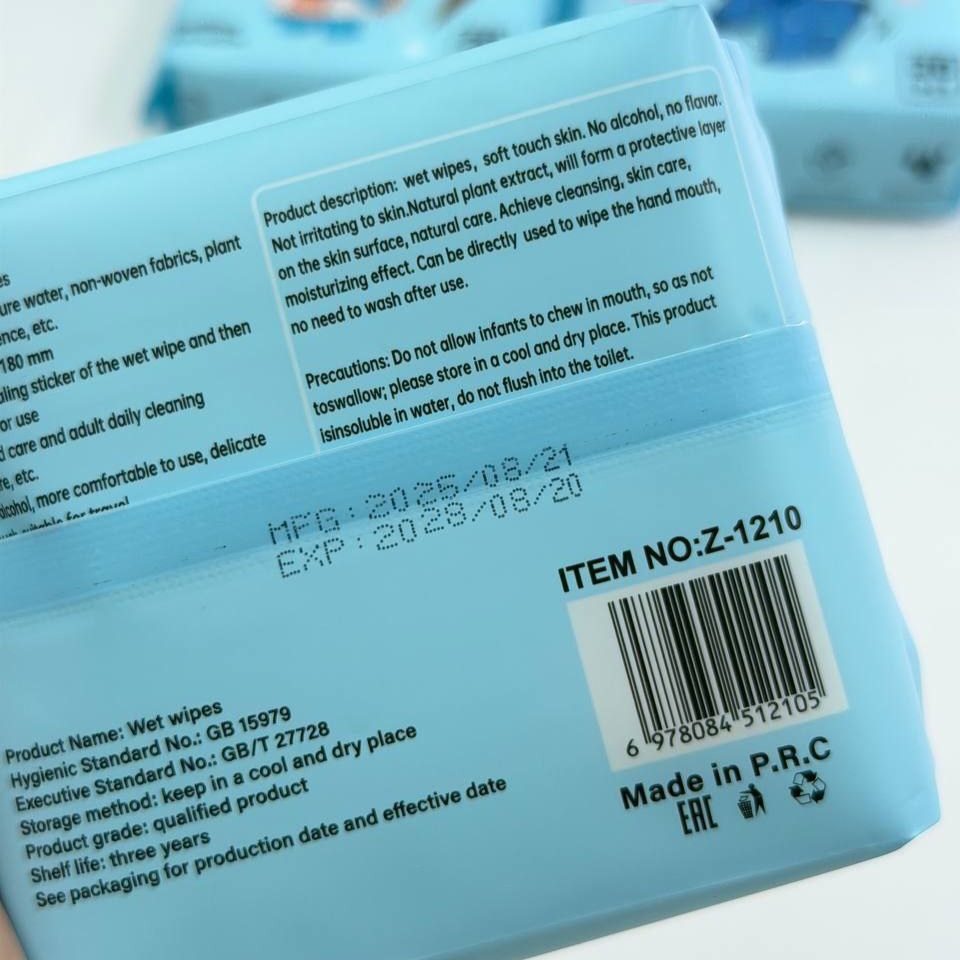 ure water, non-woven fabrics, plant
ence, etc.
180 mm
aling sticker of the wet wipe and then
or use
d care and adult daily cleaning
re, etc.
alcohol, more comfortable to use, delicate
suitable for travel
Product description: wet wipes, soft touch skin. No alcohol, no flavor.
Not irritating to skin.Natural plant extract, will form a protective layer
on the skin surface, natural care. Achieve cleansing, skin care,
moisturizing effect. Can be directly used to wipe the hand mouth,
no need to wash after use.
Precautions: Do not allow infants to chew in mouth, so as not
toswallow; please store in a cool and dry place. This product
isinsoluble in water, do not flush into the toilet.
MFG:2025/08/21
EXP:2028/08/20
ITEM NO:Z-1210
6 978084 512105
Made in P.R.C
EAC
Product Name: Wet wipes
Hygienic Standard No.: GB 15979
Executive Standard No.: GB/T 27728
Storage method: keep in a cool and dry place
Product grade: qualified product
Shelf life: three years
See packaging for production date and effective date